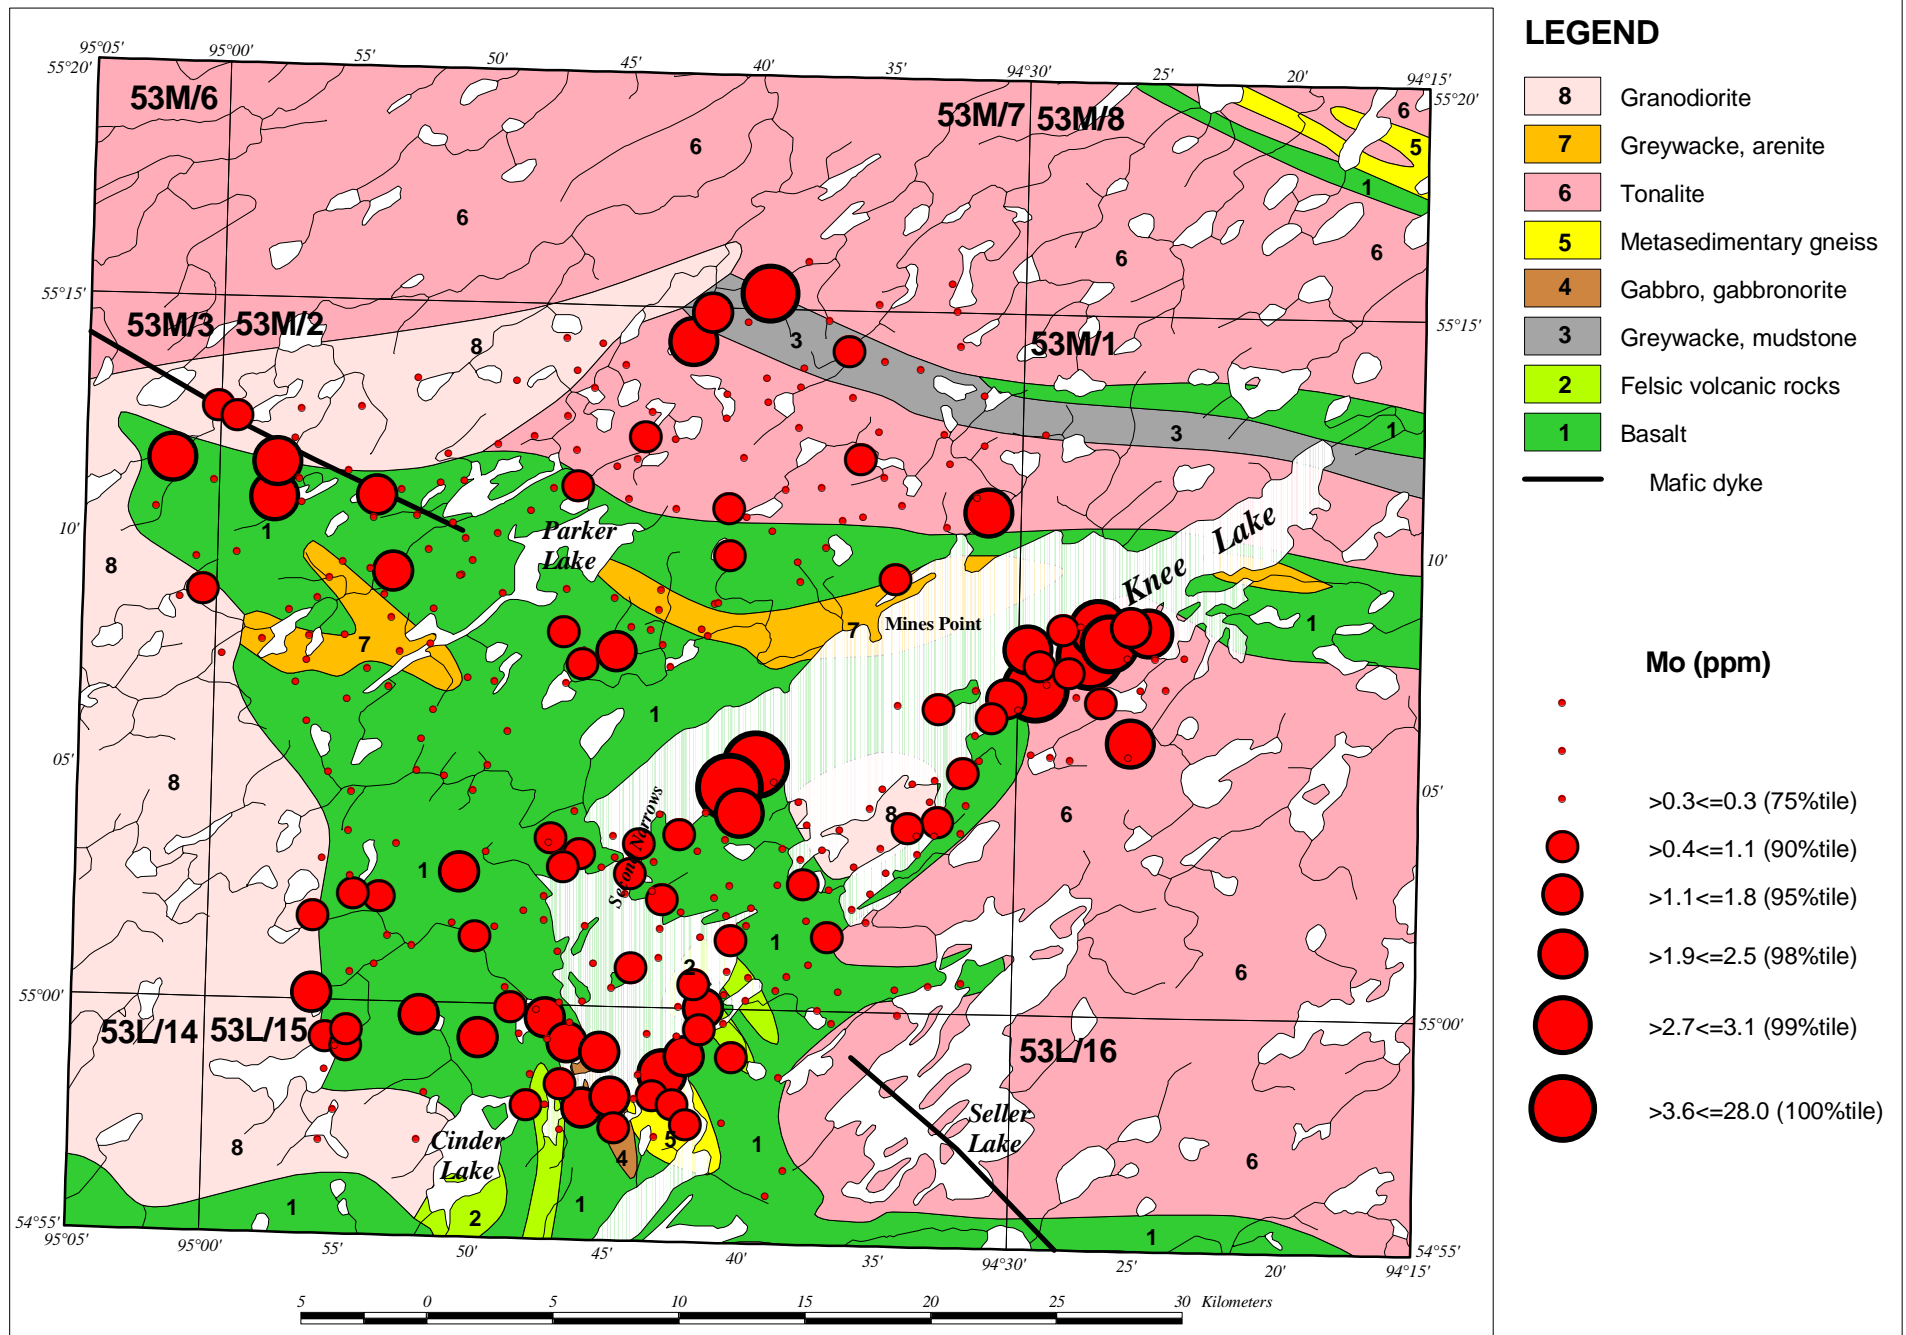 95°05'
95°00'
55'
50'
45'
40'
35'
94°30'
25'
20'
94°15'
55°20'
55°20'
53M/6
53M/7
53M/8
6
6
5
6
1
6
6
6
55°15'
55°15'
53M/3
53M/2
53M/1
8
3
1
3
10'
10'
1
Parker
Lake
Knee Lake
8
7
7
Mines Point
1
1
05'
05'
8
8
6
Second Narrows
1
1
2
6
55°00'
55°00'
53L/14
53L/15
53L/16
Cinder
Lake
Seller
Lake
8
5
4
1
6
1
2
1
1
54°55'
54°55'
95°05'
95°00'
55'
50'
45'
40'
35'
94°30'
25'
20'
94°15'
5
0
5
10
15
20
25
30
Kilometers
LEGEND
8 Granodiorite
7 Greywacke, arenite
6 Tonalite
5 Metasedimentary gneiss
4 Gabbro, gabbronorite
3 Greywacke, mudstone
2 Felsic volcanic rocks
1 Basalt
Mafic dyke
Mo (ppm)
>0.3<=0.3 (75%tile)
>0.4<=1.1 (90%tile)
>1.1<=1.8 (95%tile)
>1.9<=2.5 (98%tile)
>2.7<=3.1 (99%tile)
>3.6<=28.0 (100%tile)